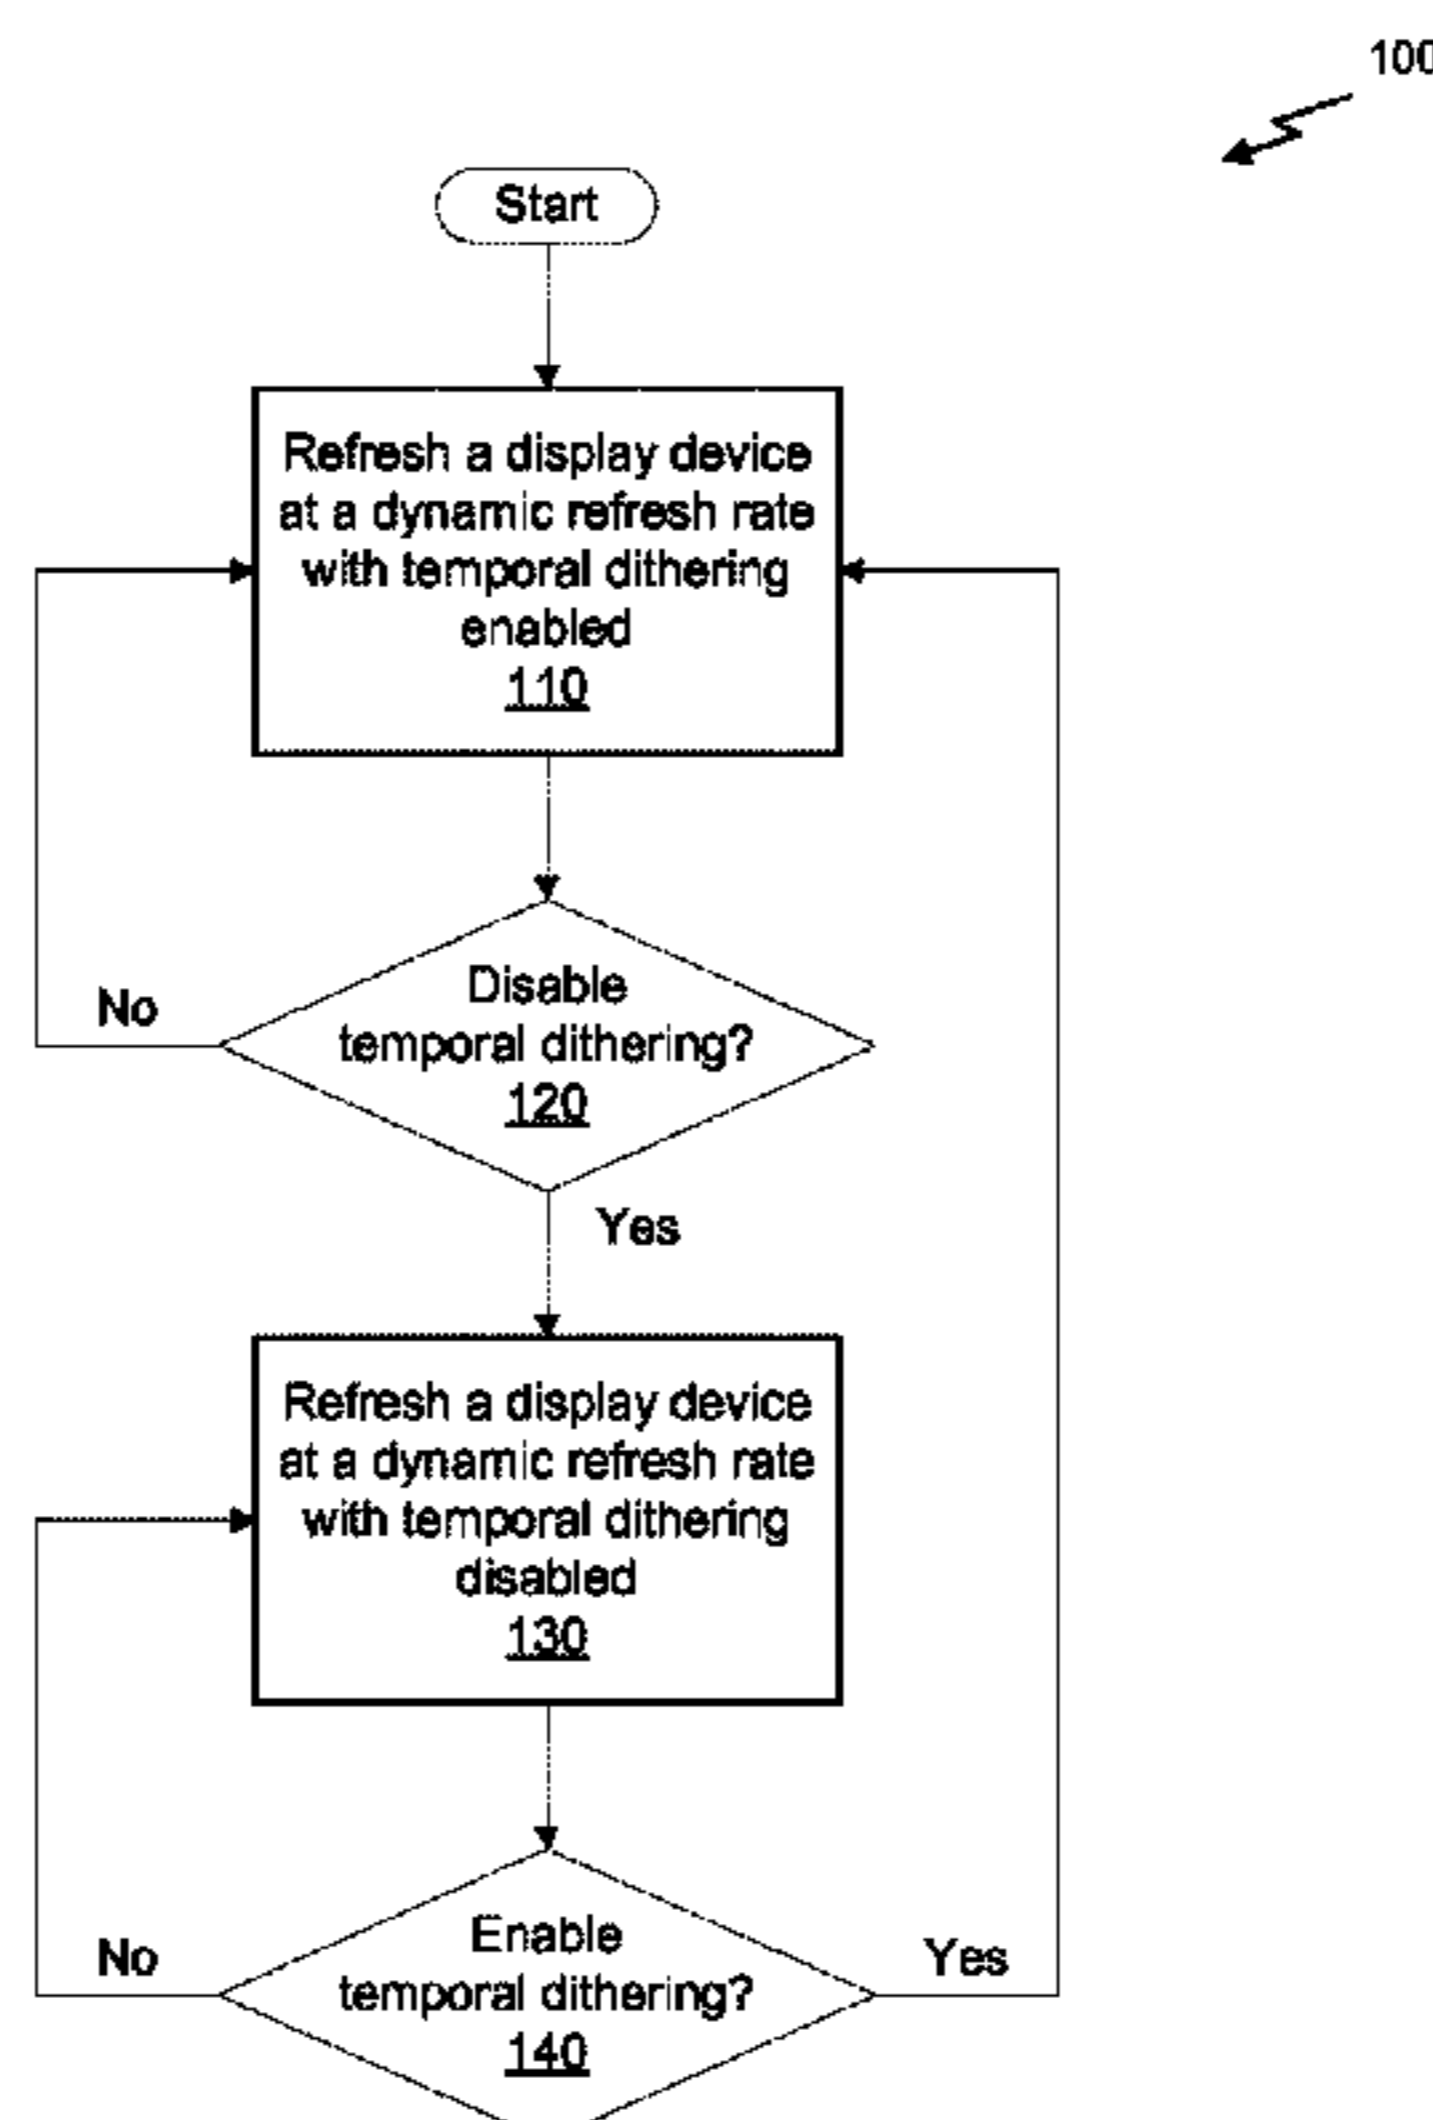 100
Start
Refresh a display device
at a dynamic refresh rate
with temporal dithering
enabled
110
Disable
temporal dithering?
120
No
Yes
Refresh a display device
at a dynamic refresh rate
with temporal dithering
disabled
130
Enable
temporal dithering?
140
No
Yes